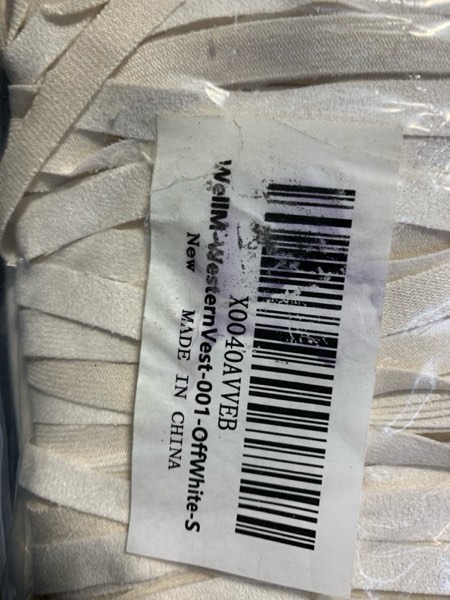 X0040AVVEB
WellM-WesternVest-001-OffWhite-S
New MADE IN CHINA